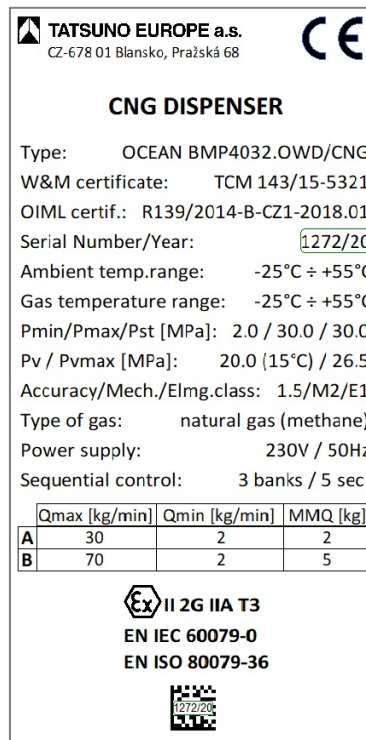 TATSUNO EUROPE a.s.
CZ-678 01 Blansko, Pražská 68
CE
CNG DISPENSER
Type: OCEAN BMP4032.OWD/CNG
W&M certificate: TCM 143/15-5321
OIML certif.: R139/2014-B-CZ1-2018.01
Serial Number/Year: 1272/20
Ambient temp.range: -25°C ÷ +55°C
Gas temperature range: -25°C ÷ +55°C
Pmin/Pmax/Pst [MPa]: 2.0 / 30.0 / 30.0
Pv / Pvmax [MPa]: 20.0 (15°C) / 26.5
Accuracy/Mech./Elmg.class: 1.5/M2/E1
Type of gas: natural gas (methane)
Power supply: 230V / 50Hz
Sequential control: 3 banks / 5 sec
Qmax [kg/min] Qmin [kg/min] MMQ [kg]
A 30 2 2
B 70 2 5
Ex II 2G IIA T3
EN IEC 60079-0
EN ISO 80079-36
1272/20